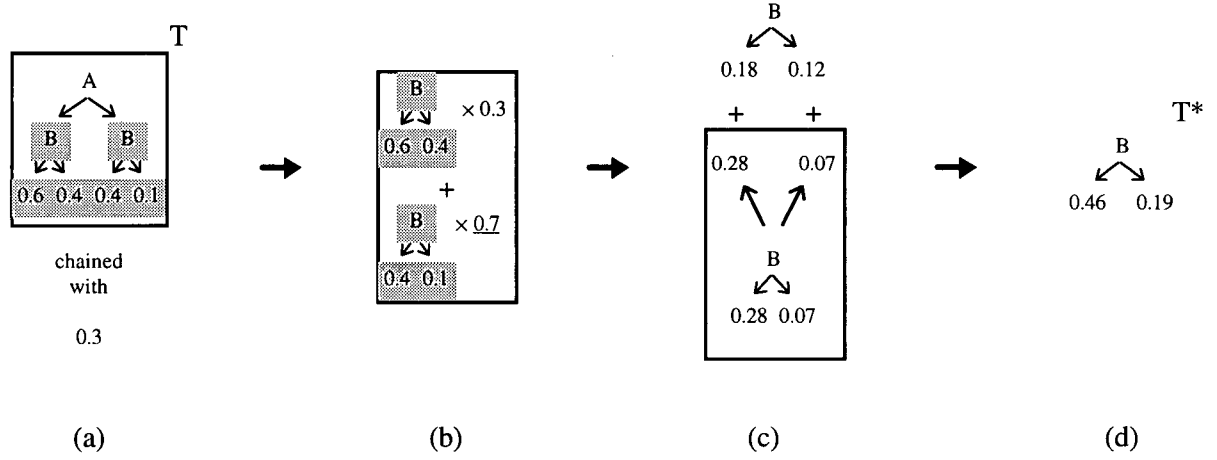 T
A
B B
0.6 0.4 0.4 0.1
chained
with
0.3
(a)
B
× 0.3
0.6 0.4
+
B
× 0.7
0.4 0.1
(b)
B
0.18 0.12
+ +
0.28 0.07
B
0.28 0.07
(c)
T*
B
0.46 0.19
(d)